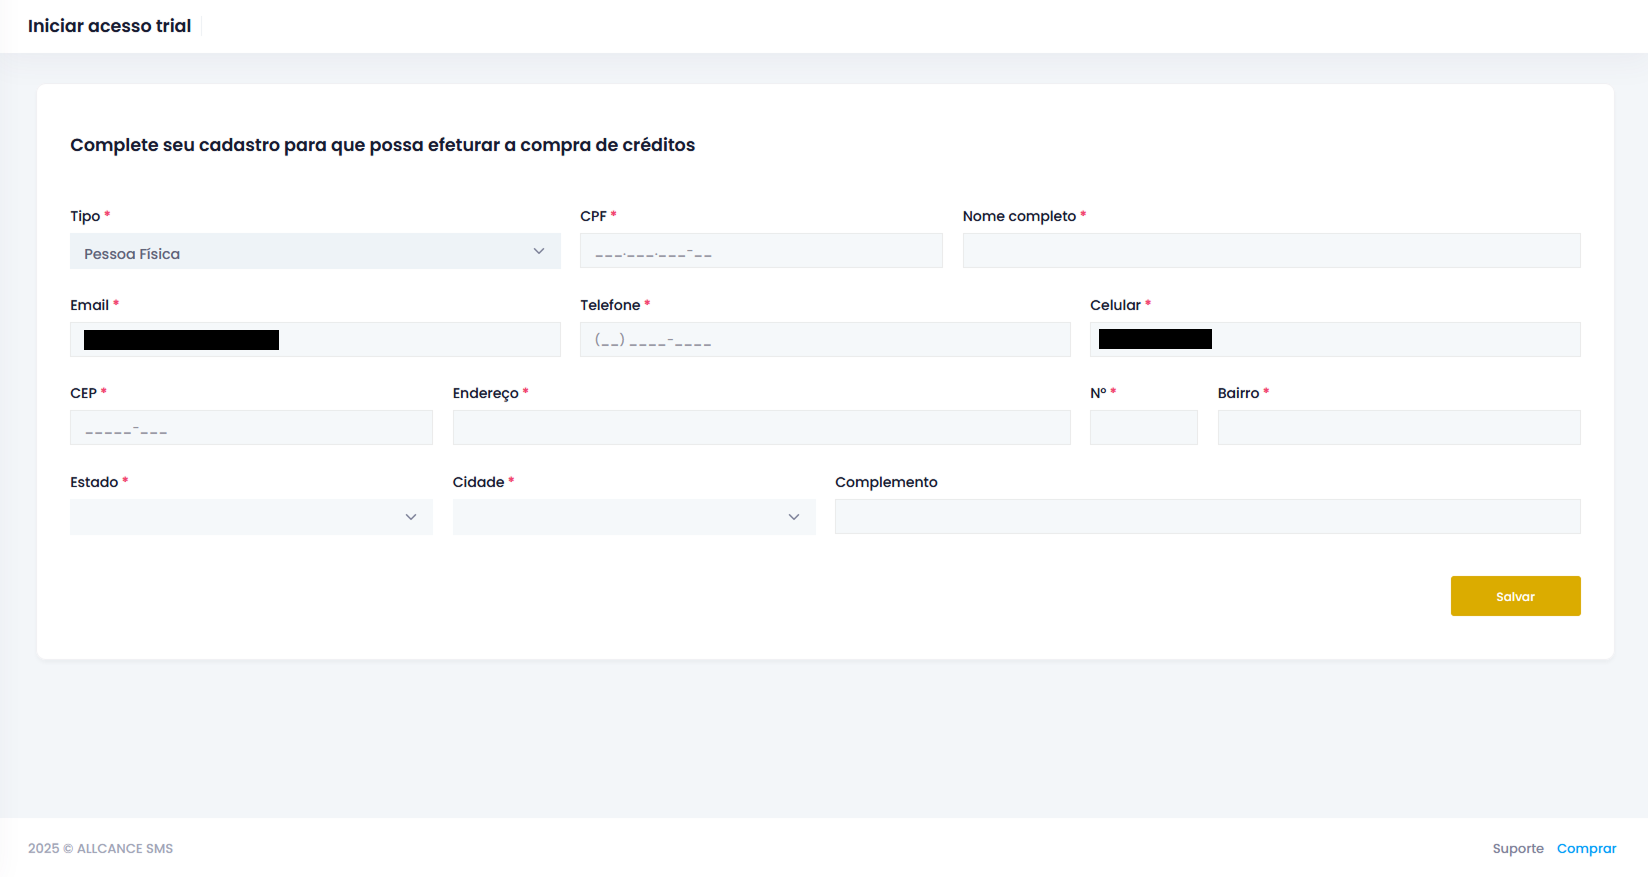 Iniciar acesso trial
Complete seu cadastro para que possa efeturar a compra de créditos
Tipo * CPF * Nome completo *
Pessoa Física ___.___.___-__
Email * Telefone * Celular *
(__) ____-____
CEP * Endereço * Nº * Bairro *
_____-___
Estado * Cidade * Complemento
Salvar
2025 © ALLCANCE SMS Suporte Comprar